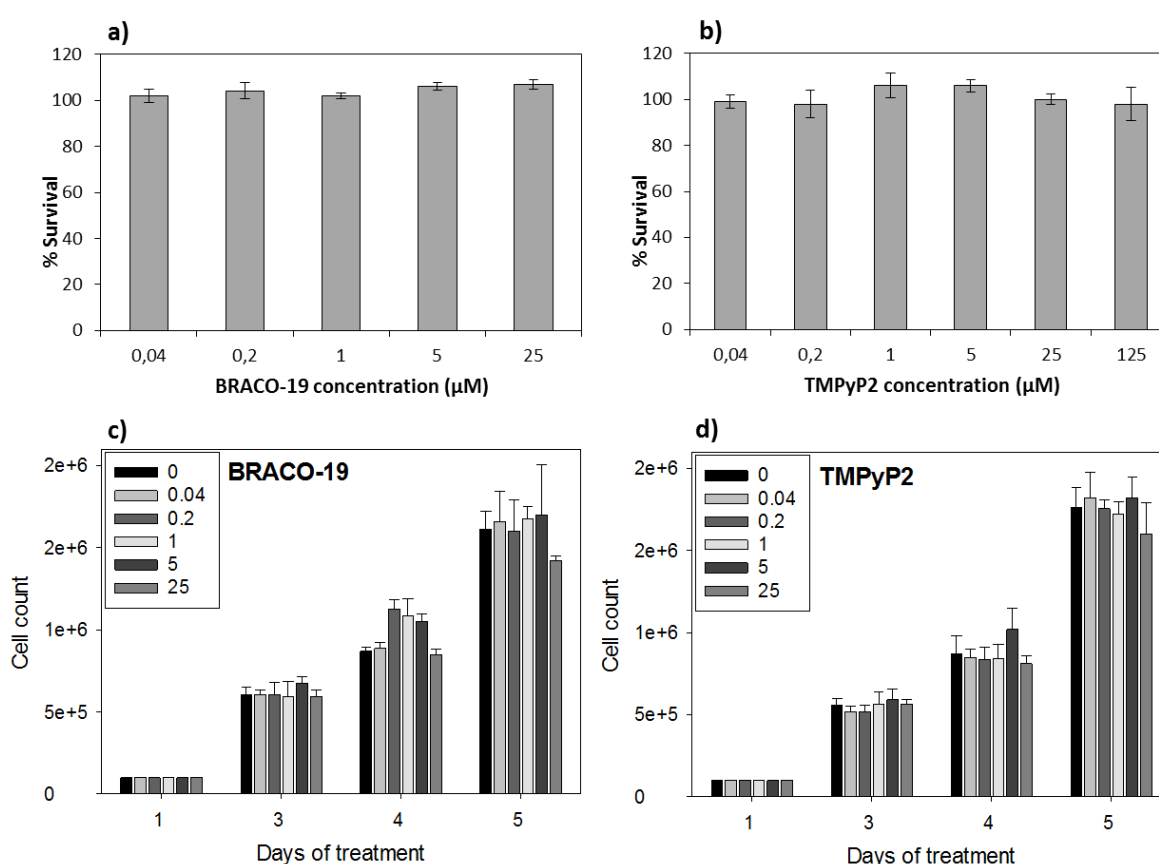 a)
120
100
80
60
40
20
0
% Survival
0,04 0,2 1 5 25
BRACO-19 concentration (µM)
b)
120
100
80
60
40
20
0
% Survival
0,04 0,2 1 5 25 125
TMPyP2 concentration (µM)
c)
BRACO-19
0
0.04
0.2
1
5
25
2e+6
2e+6
1e+6
5e+5
0
Cell count
1 3 4 5
Days of treatment
d)
TMPyP2
0
0.04
0.2
1
5
25
2e+6
2e+6
1e+6
5e+5
0
Cell count
1 3 4 5
Days of treatment